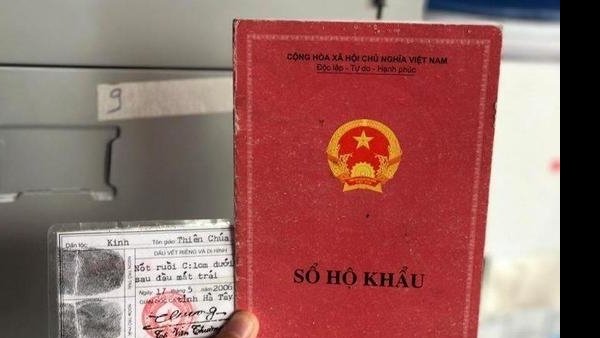 9
CỘNG HÒA XÃ HỘI CHỦ NGHĨA VIỆT NAM
Độc lập - Tự do - Hạnh phúc
SỔ HỘ KHẨU
Dân tộc: Kinh Tôn giáo: Thiên Chúa
DẤU VẾT RIÊNG VÀ DỊ HÌNH
Nốt ruồi C:1cm dưới
sau đầu mắt trái
Ngày 17 tháng 5 năm 2006
GIÁM ĐỐC CA tỉnh Hà Tây